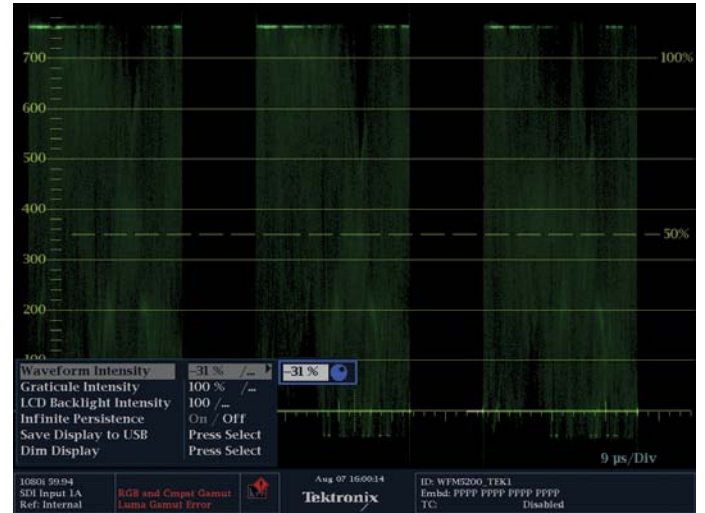 700
100%
600
500
400
50%
300
200
100
Waveform Intensity -31 % /...
-31 %
Graticule Intensity 100 % /...
LCD Backlight Intensity 100 /...
Infinite Persistence On / Off
Save Display to USB Press Select
Dim Display Press Select
9 µs/Div
1080i 59.94
SDI Input 1A
Ref: Internal
RGB and Cmpst Gamut
Luma Gamut Error
Aug 07 16:00:14
Tektronix
ID: WFM5200_TEK1
Embd: PPPP PPPP PPPP PPPP
TC: Disabled